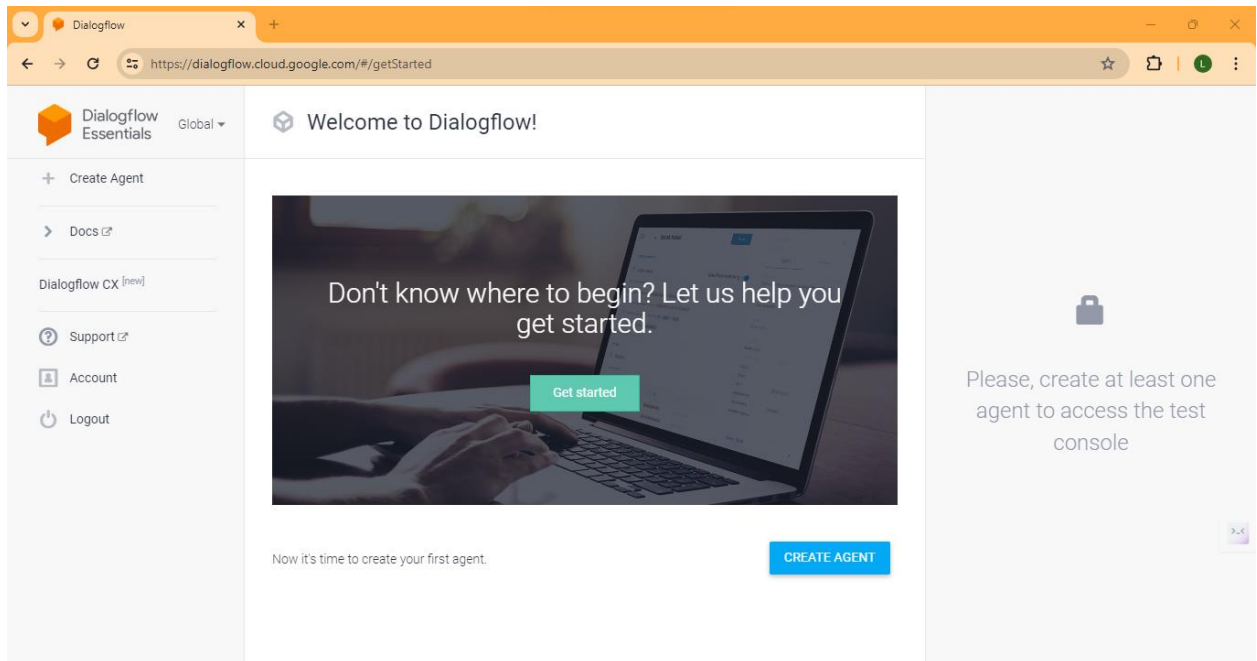 Dialogflow
https://dialogflow.cloud.google.com/#/getStarted
L
Dialogflow
Essentials
Global
Welcome to Dialogflow!
Create Agent
Docs
Dialogflow CX [new]
Support
Account
Logout
Don't know where to begin? Let us help you
get started.
Get started
Now it's time to create your first agent.
CREATE AGENT
Please, create at least one
agent to access the test
console